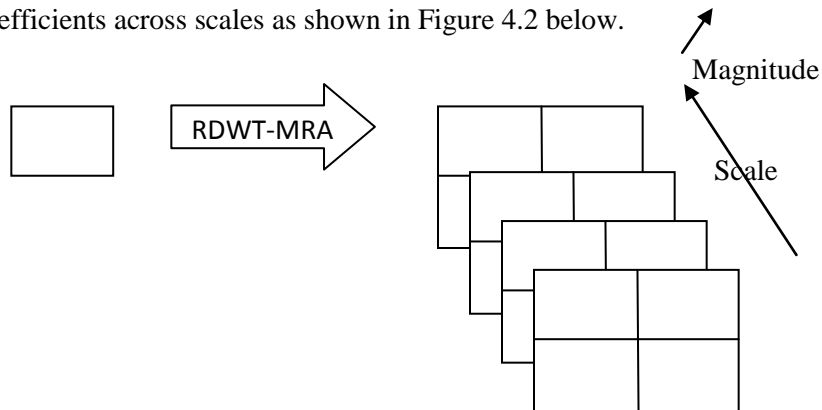 efficients across scales as shown in Figure 4.2 below.
Magnitude
RDWT-MRA
Scale